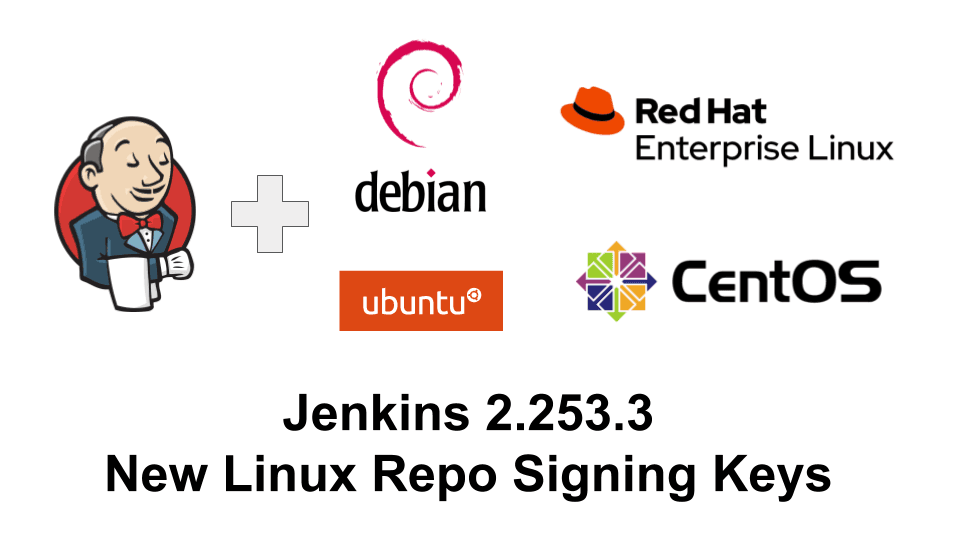 debian
Red Hat
Enterprise Linux
ubuntu
CentOS
Jenkins 2.253.3
New Linux Repo Signing Keys